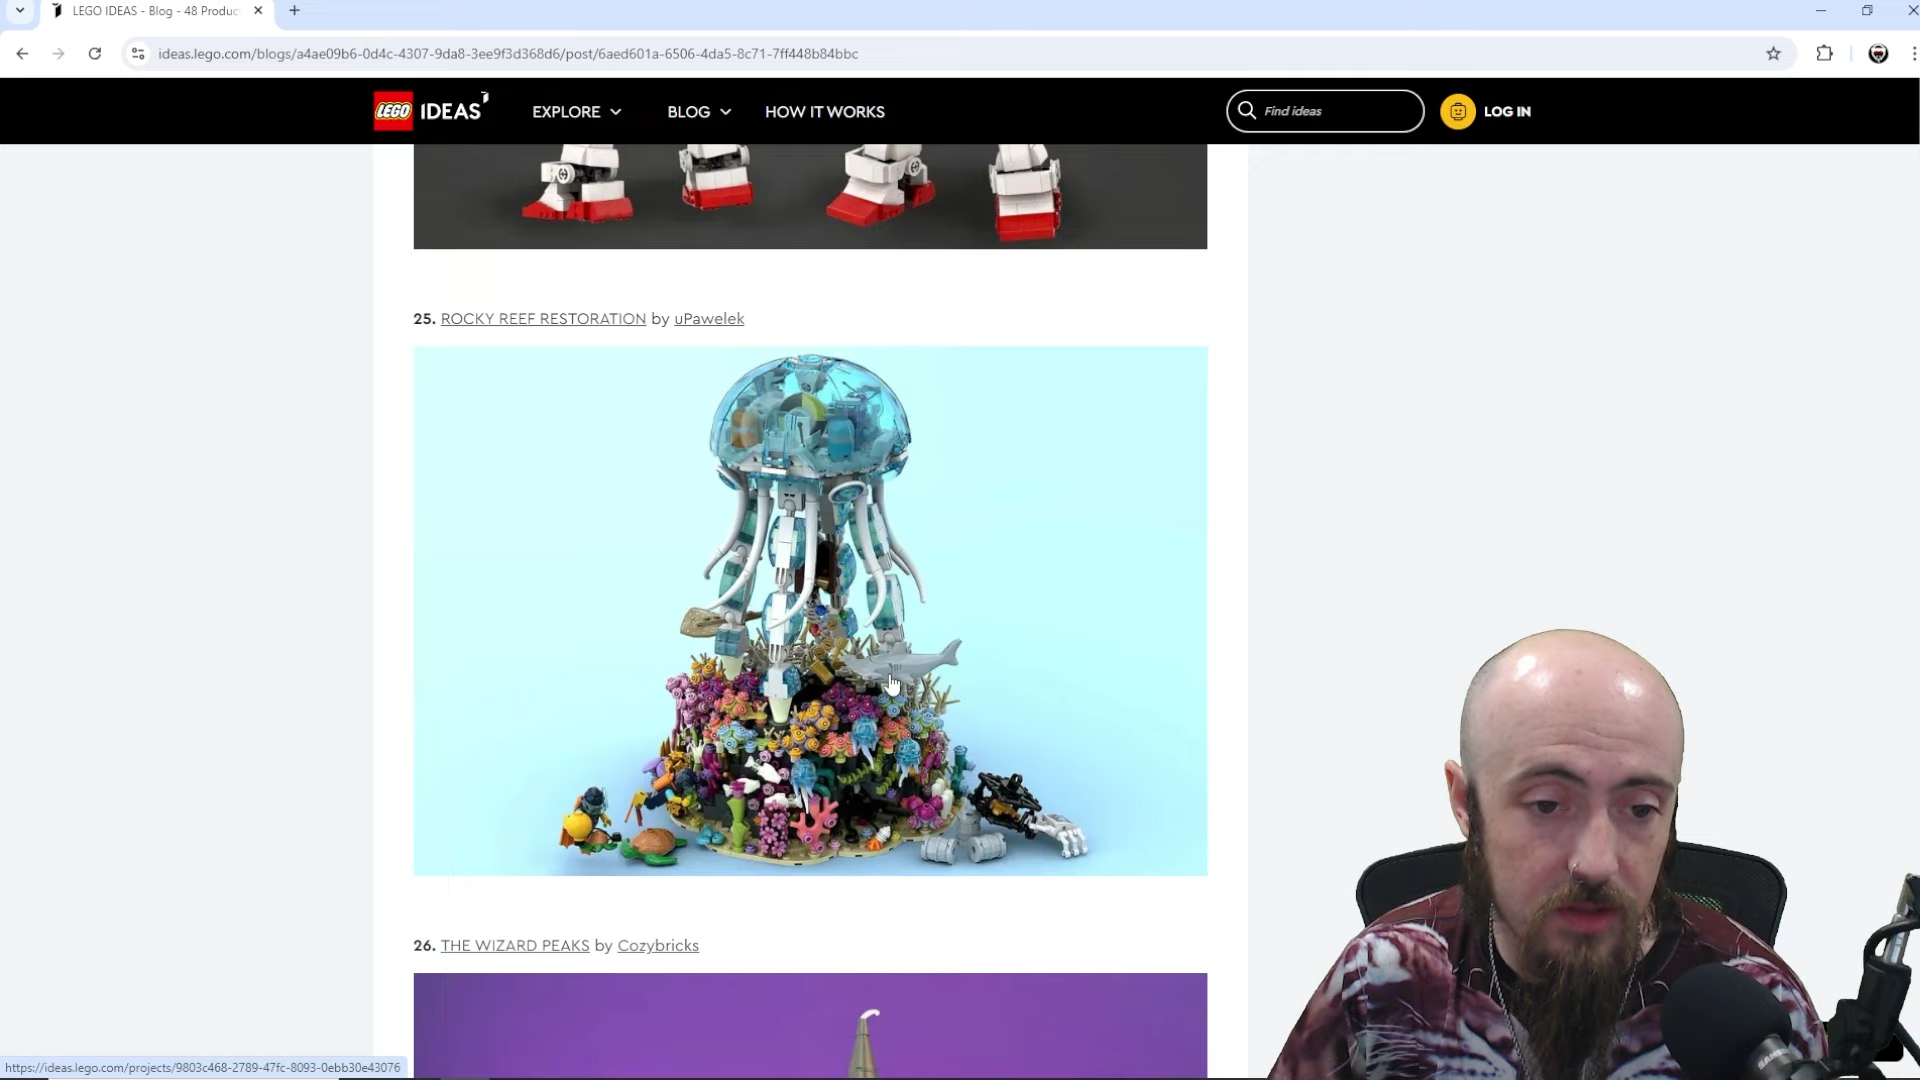 LEGO IDEAS - Blog - 48 Produc
ideas.lego.com/blogs/a4ae09b6-0d4c-4307-9da8-3ee9f3d368d6/post/6aed601a-6506-4da5-8c71-7ff448b84bbc
LEGO IDEAS EXPLORE BLOG HOW IT WORKS Find ideas LOG IN
25. ROCKY REEF RESTORATION by uPawelek
26. THE WIZARD PEAKS by Cozybricks
https://ideas.lego.com/projects/9803c468-2789-47fc-8093-0ebb30e43076